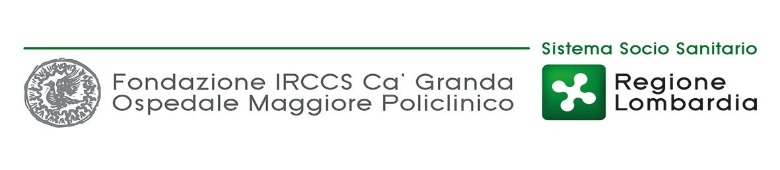 Sistema Socio Sanitario
Fondazione IRCCS Ca' Granda
Ospedale Maggiore Policlinico
Regione
Lombardia